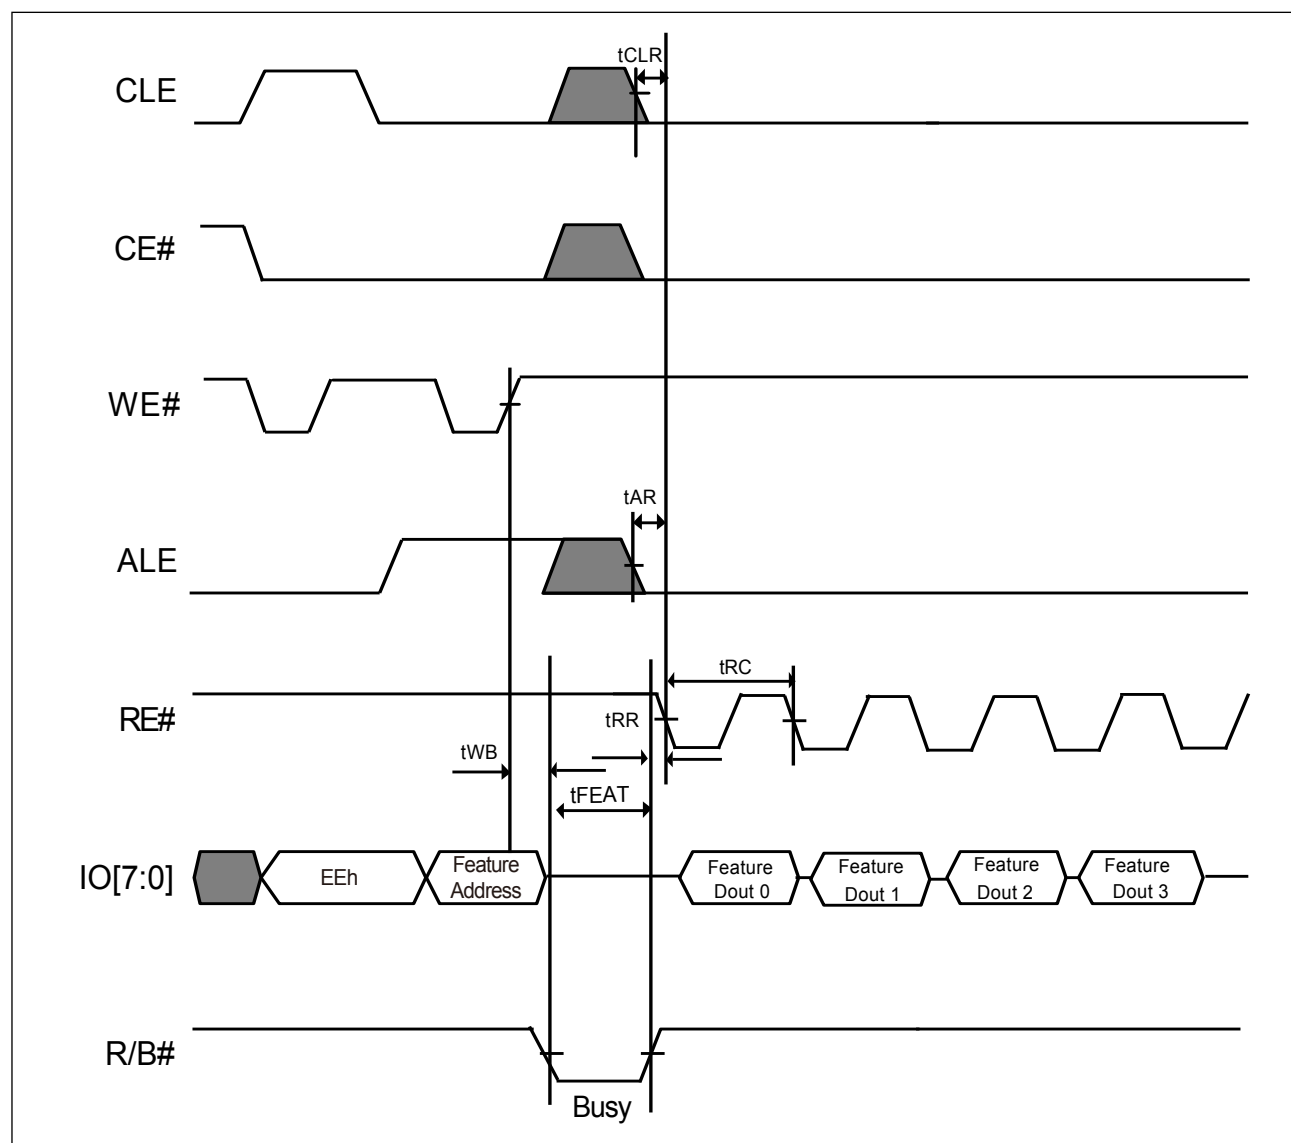 tCLR
CLE
CE#
WE#
tAR
ALE
tRC
RE#
tRR
tWB
tFEAT
IO[7:0]
EEh
Feature
Address
Feature
Dout 0
Feature
Dout 1
Feature
Dout 2
Feature
Dout 3
R/B#
Busy